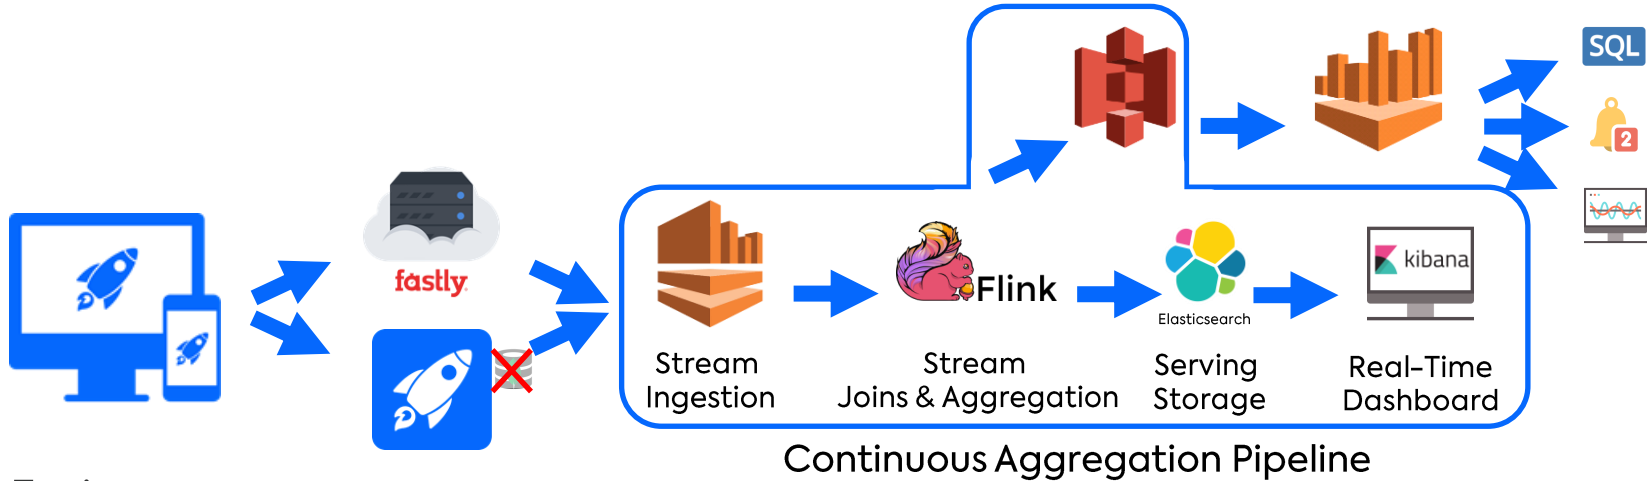 SQL
2
fastly
Flink
Elasticsearch
kibana
Stream
Ingestion
Stream
Joins & Aggregation
Serving
Storage
Real-Time
Dashboard
Continuous Aggregation Pipeline